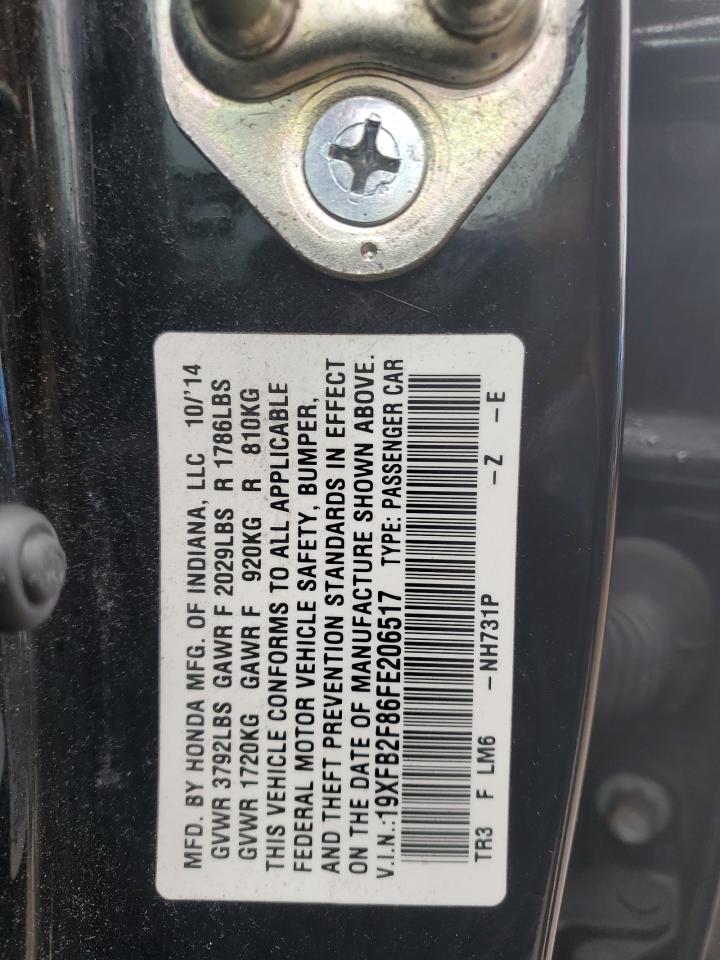 MFD. BY HONDA MFG. OF INDIANA, LLC 10/'14
GVWR 3792LBS GAWR F 2029LBS R 1786LBS
GVWR 1720KG GAWR F 920KG R 810KG
THIS VEHICLE CONFORMS TO ALL APPLICABLE
FEDERAL MOTOR VEHICLE SAFETY, BUMPER,
AND THEFT PREVENTION STANDARDS IN EFFECT
ON THE DATE OF MANUFACTURE SHOWN ABOVE.
V.I.N.:19XFB2F86FE206517 TYPE: PASSENGER CAR
TR3 F LM6 -NH731P -Z -E